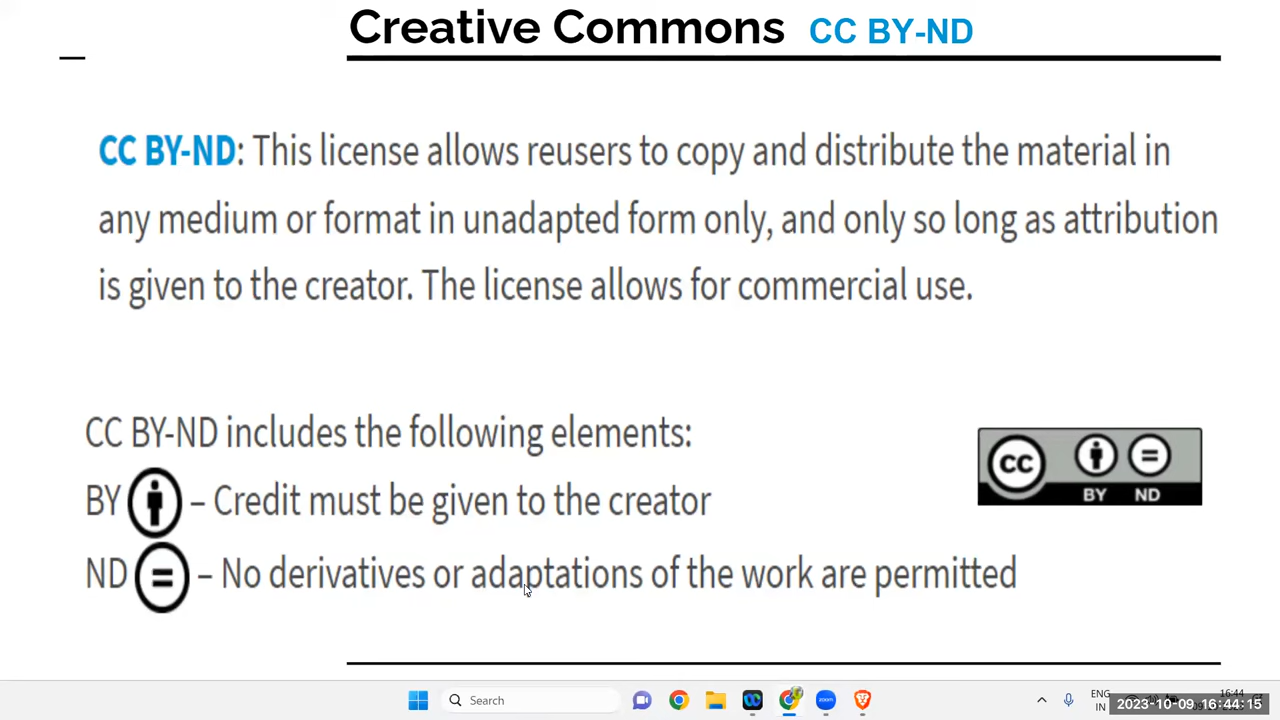 Creative Commons CC BY-ND
CC BY-ND: This license allows reusers to copy and distribute the material in
any medium or format in unadapted form only, and only so long as attribution
is given to the creator. The license allows for commercial use.
CC BY-ND includes the following elements:
BY – Credit must be given to the creator
cc BY ND
ND = – No derivatives or adaptations of the work are permitted
Search
zoom
ENG
IN
16:44
2023-10-09 16:44:15